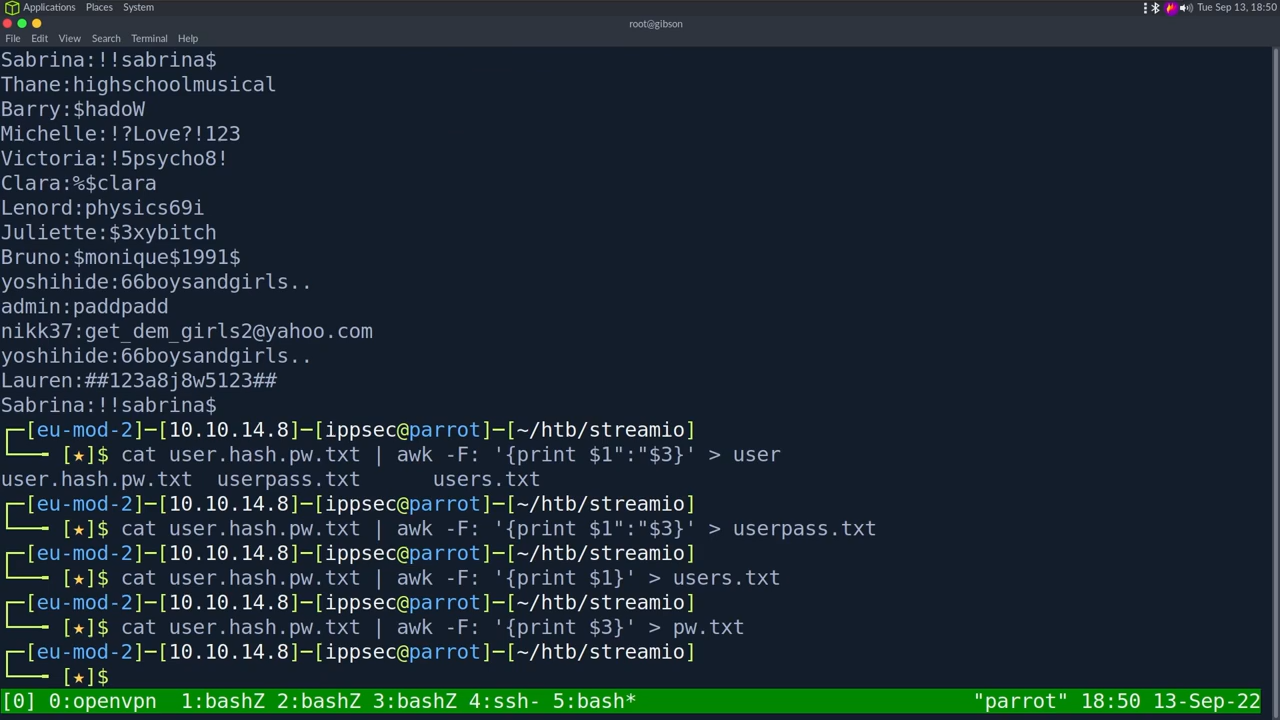 Applications Places System
Tue Sep 13, 18:50
root@gibson
File Edit View Search Terminal Help
Sabrina:!!sabrina$
Thane:highschoolmusical
Barry:$hadoW
Michelle:!?Love?!123
Victoria:!5psycho8!
Clara:%$clara
Lenord:physics69i
Juliette:$3xybitch
Bruno:$monique$1991$
yoshihide:66boysandgirls..
admin:paddpadd
nikk37:get_dem_girls2@yahoo.com
yoshihide:66boysandgirls..
Lauren:##123a8j8w5123##
Sabrina:!!sabrina$
┌─[eu-mod-2]─[10.10.14.8]─[ippsec@parrot]─[~/htb/streamio]
└──╼ [★]$ cat user.hash.pw.txt | awk -F: '{print $1":"$3}' > user
user.hash.pw.txt  userpass.txt      users.txt
┌─[eu-mod-2]─[10.10.14.8]─[ippsec@parrot]─[~/htb/streamio]
└──╼ [★]$ cat user.hash.pw.txt | awk -F: '{print $1":"$3}' > userpass.txt
┌─[eu-mod-2]─[10.10.14.8]─[ippsec@parrot]─[~/htb/streamio]
└──╼ [★]$ cat user.hash.pw.txt | awk -F: '{print $1}' > users.txt
┌─[eu-mod-2]─[10.10.14.8]─[ippsec@parrot]─[~/htb/streamio]
└──╼ [★]$ cat user.hash.pw.txt | awk -F: '{print $3}' > pw.txt
┌─[eu-mod-2]─[10.10.14.8]─[ippsec@parrot]─[~/htb/streamio]
└──╼ [★]$
[0] 0:openvpn  1:bashZ 2:bashZ 3:bashZ 4:ssh- 5:bash*
"parrot" 18:50 13-Sep-22